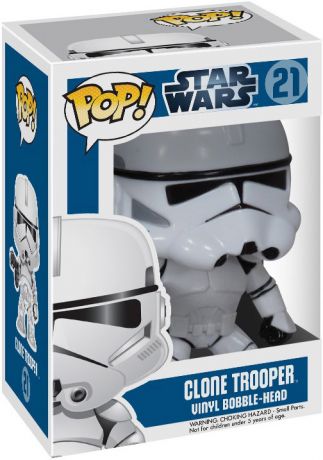 POP!
STAR
WARS
21
CLONE TROOPER
VINYL BOBBLE-HEAD
WARNING: CHOKING HAZARD - Small Parts.
Not for children under 3 years of age.
CLONE TROOPER
21